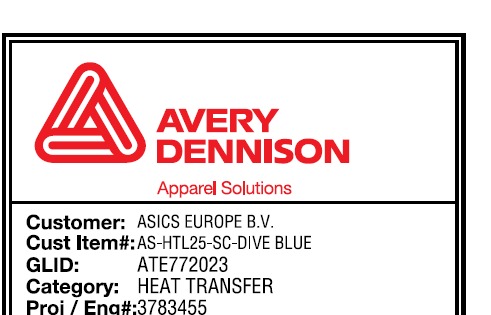 AVERY
DENNISON
Apparel Solutions
Customer: ASICS EUROPE B.V.
Cust Item#:AS-HTL25-SC-DIVE BLUE
GLID: ATE772023
Category: HEAT TRANSFER
Proj / Eng#:3783455